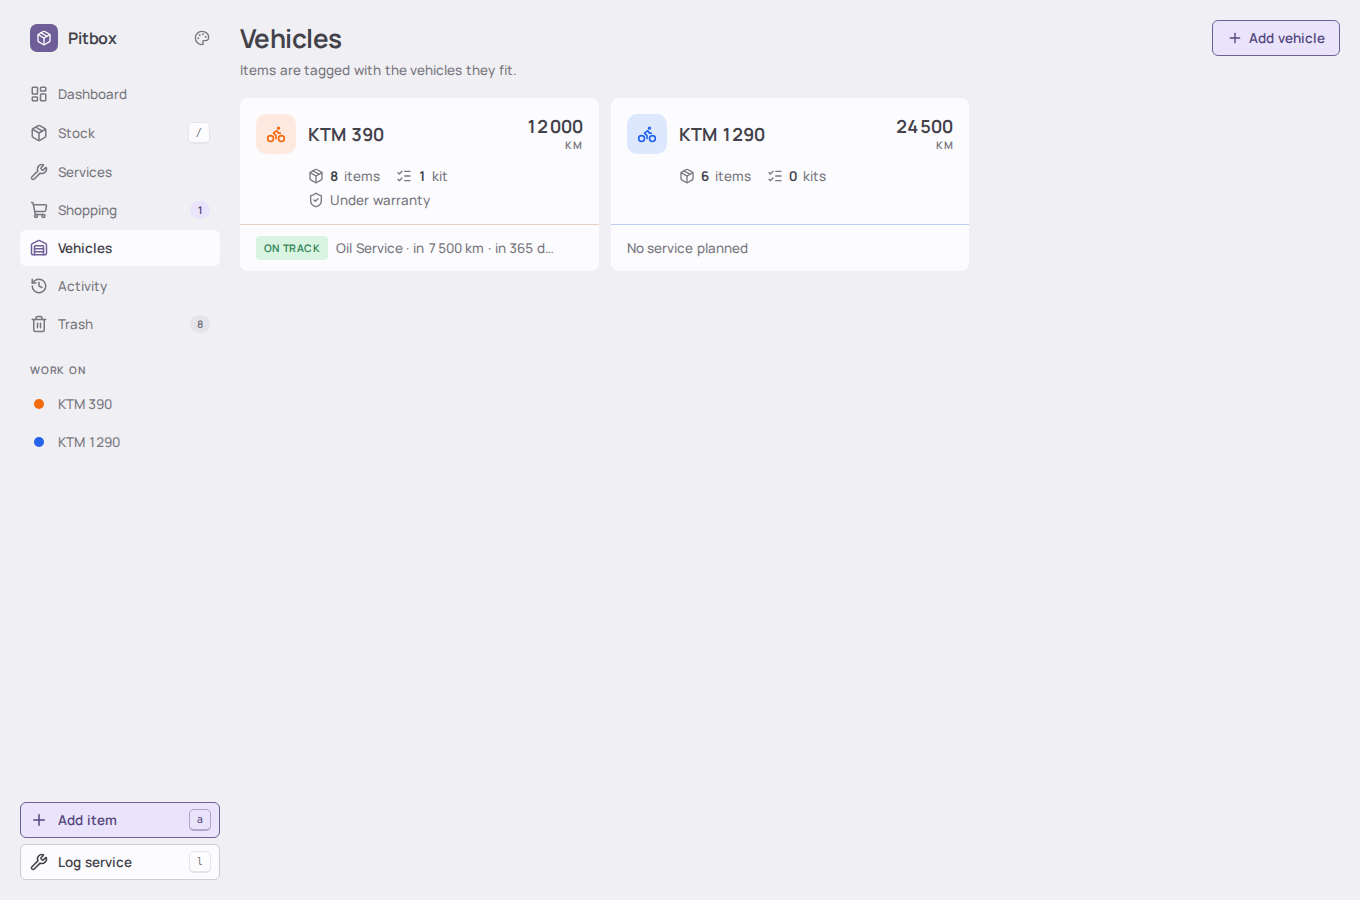 Pitbox
Dashboard
Stock /
Services
Shopping 1
Vehicles
Activity
Trash 8
WORK ON
KTM 390
KTM 1290
Add item a
Log service l
Vehicles
Items are tagged with the vehicles they fit.
Add vehicle
KTM 390
12 000
KM
8 items 1 kit
Under warranty
ON TRACK Oil Service · in 7 500 km · in 365 d…
KTM 1290
24 500
KM
6 items 0 kits
No service planned